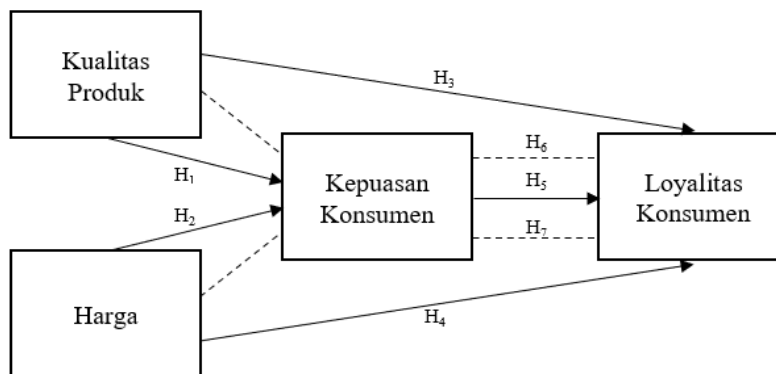 Kualitas
Produk
H₃
H₁
Kepuasan
Konsumen
H₆
H₅
H₇
Loyalitas
Konsumen
H₂
Harga
H₄